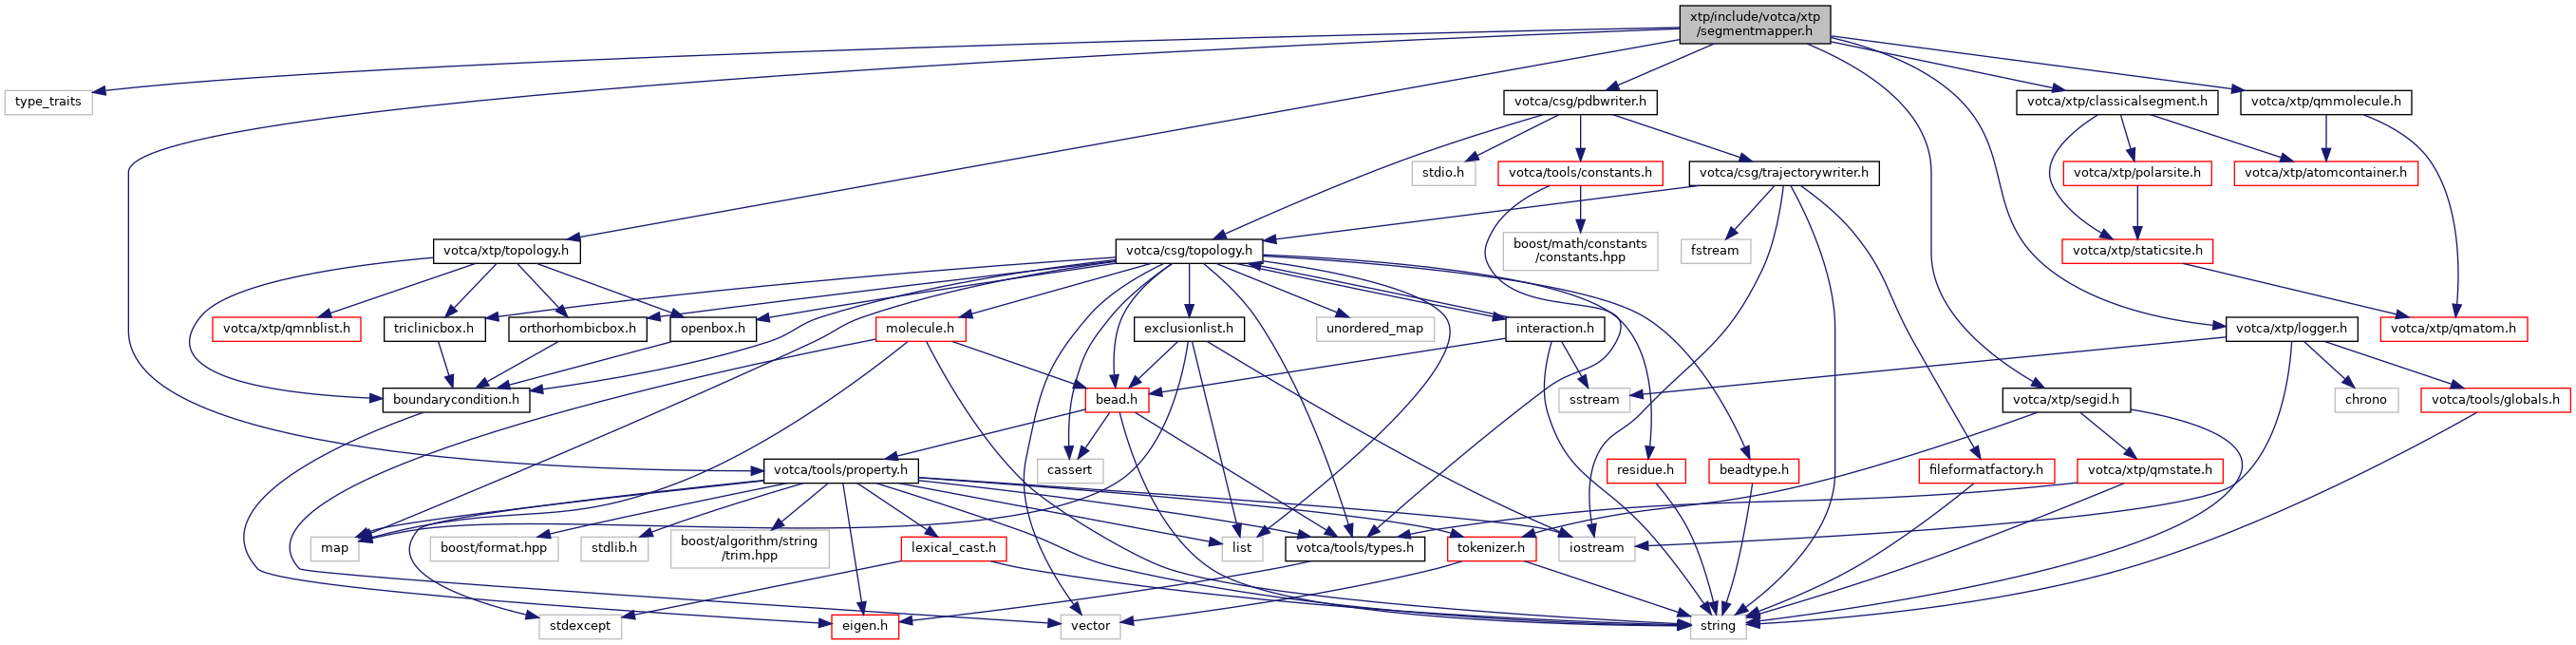 xtp/include/votca/xtp
/segmentmapper.h
type_traits
votca/csg/pdbwriter.h
votca/xtp/classicalsegment.h
votca/xtp/qmmolecule.h
stdio.h
votca/tools/constants.h
votca/csg/trajectorywriter.h
votca/xtp/polarsite.h
votca/xtp/atomcontainer.h
votca/xtp/topology.h
votca/csg/topology.h
boost/math/constants
/constants.hpp
fstream
votca/xtp/staticsite.h
votca/xtp/qmnblist.h
triclinicbox.h
orthorhombicbox.h
openbox.h
molecule.h
exclusionlist.h
unordered_map
interaction.h
votca/xtp/logger.h
votca/xtp/qmatom.h
boundarycondition.h
bead.h
sstream
votca/xtp/segid.h
chrono
votca/tools/globals.h
votca/tools/property.h
cassert
residue.h
beadtype.h
fileformatfactory.h
votca/xtp/qmstate.h
map
boost/format.hpp
stdlib.h
boost/algorithm/string
/trim.hpp
lexical_cast.h
list
votca/tools/types.h
tokenizer.h
iostream
stdexcept
eigen.h
vector
string